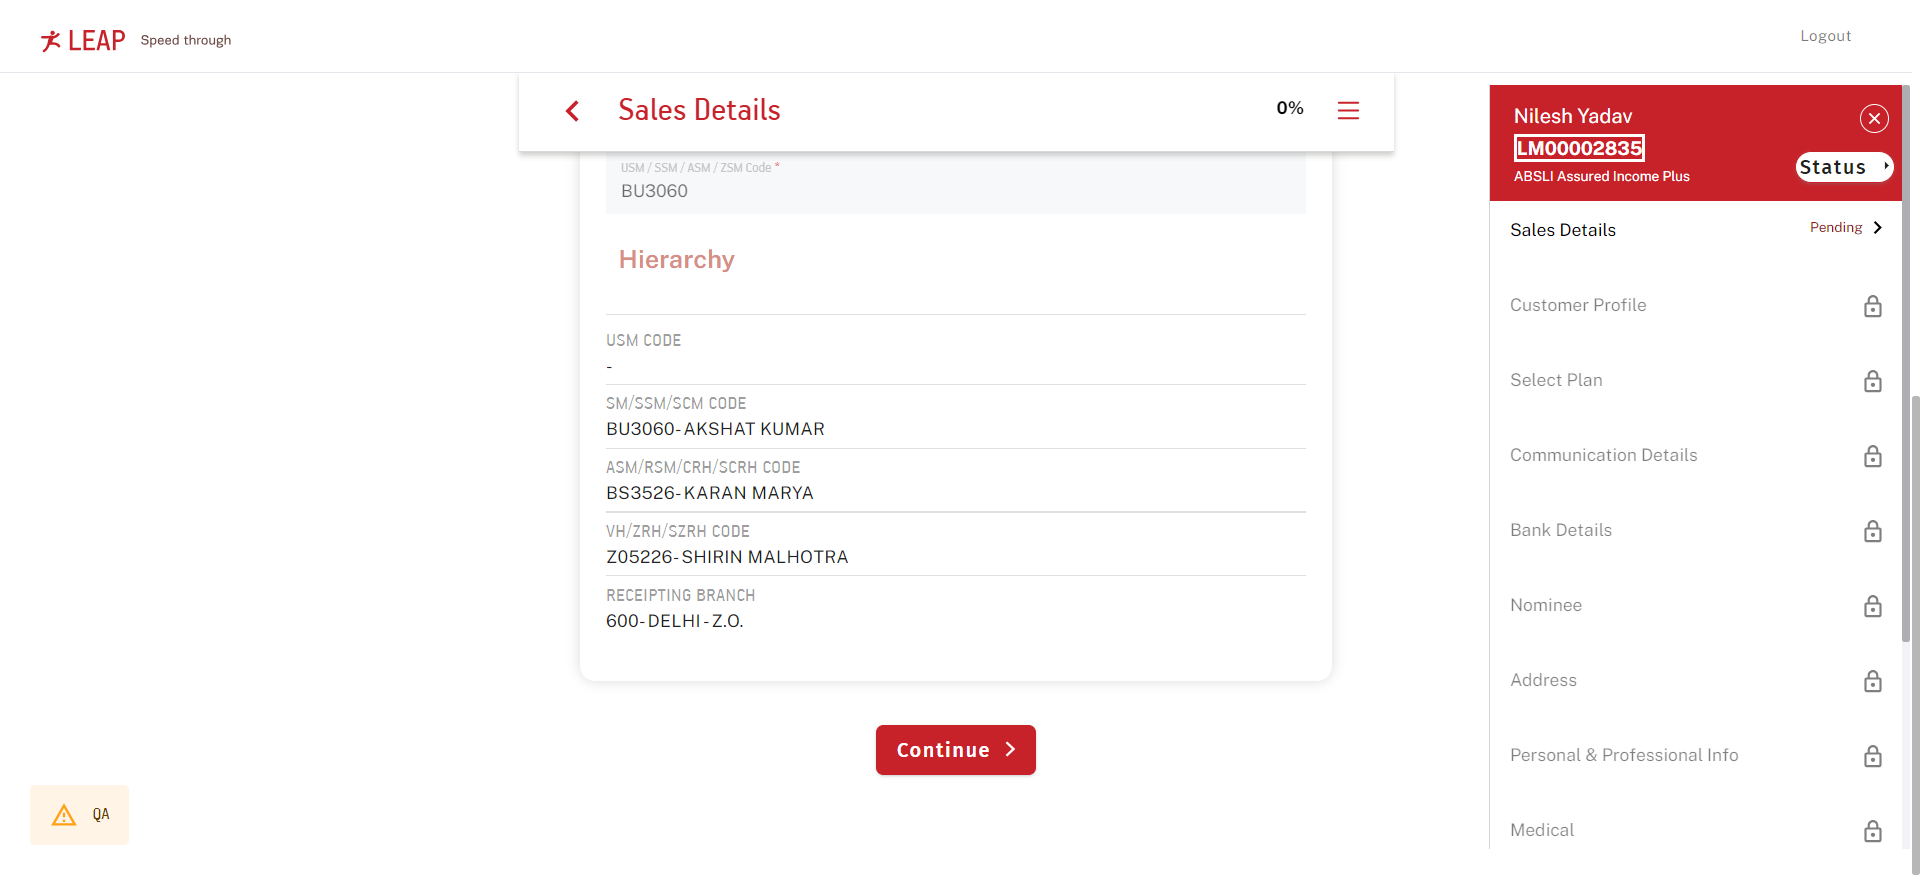 LEAP Speed through
Logout
Sales Details
0%
USM / SSM / ASM / ZSM Code *
BU3060
Hierarchy
USM CODE
-
SM/SSM/SCM CODE
BU3060-AKSHAT KUMAR
ASM/RSM/CRH/SCRH CODE
BS3526-KARAN MARYA
VH/ZRH/SZRH CODE
Z05226-SHIRIN MALHOTRA
RECEIPTING BRANCH
600-DELHI-Z.O.
Continue
QA
Nilesh Yadav
LM00002835
ABSLI Assured Income Plus
Status
Sales Details
Pending
Customer Profile
Select Plan
Communication Details
Bank Details
Nominee
Address
Personal & Professional Info
Medical